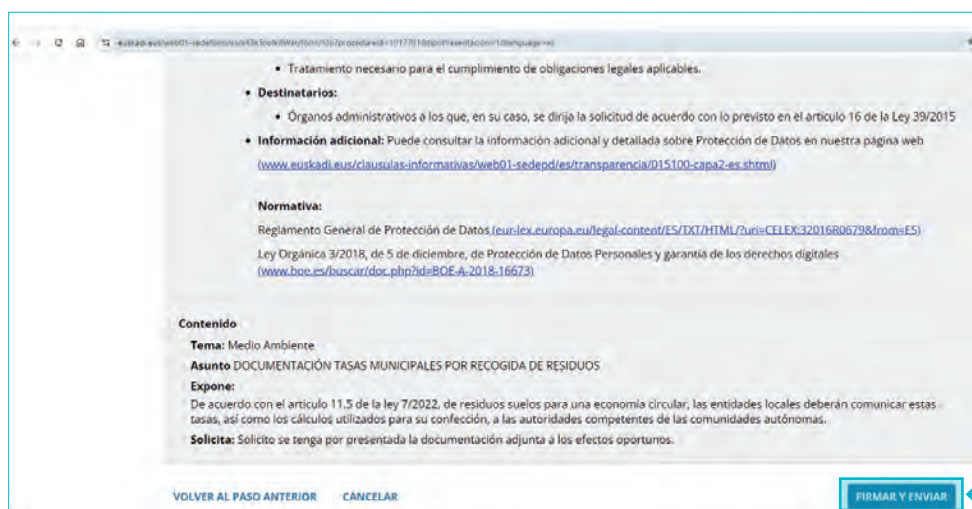 • Tratamiento necesario para el cumplimiento de obligaciones legales aplicables.
• Destinatarios:
• Órganos administrativos a los que, en su caso, se dirija la solicitud de acuerdo con lo previsto en el artículo 16 de la Ley 39/2015
• Información adicional: Puede consultar la información adicional y detallada sobre Protección de Datos en nuestra página web
(www.euskadi.eus/clausulas-informativas/web01-sedepd/es/transparencia/015100-capa2-es.shtml)
Normativa:
Reglamento General de Protección de Datos (eur-lex.europa.eu/legal-content/ES/TXT/HTML/?uri=CELEX:32016R0679&from=ES)
Ley Orgánica 3/2018, de 5 de diciembre, de Protección de Datos Personales y garantía de los derechos digitales
(www.boe.es/buscar/doc.php?id=BOE-A-2018-16673)
Contenido
Tema: Medio Ambiente
Asunto DOCUMENTACIÓN TASAS MUNICIPALES POR RECOGIDA DE RESIDUOS
Expone:
De acuerdo con el artículo 11.5 de la ley 7/2022, de residuos suelos para una economía circular, las entidades locales deberán comunicar estas
tasas, así como los cálculos utilizados para su confección, a las autoridades competentes de las comunidades autónomas.
Solicita: Solicito se tenga por presentada la documentación adjunta a los efectos oportunos.
VOLVER AL PASO ANTERIOR CANCELAR FIRMAR Y ENVIAR